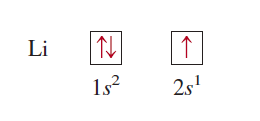 Li ⥮ ↑
1s² 2s¹